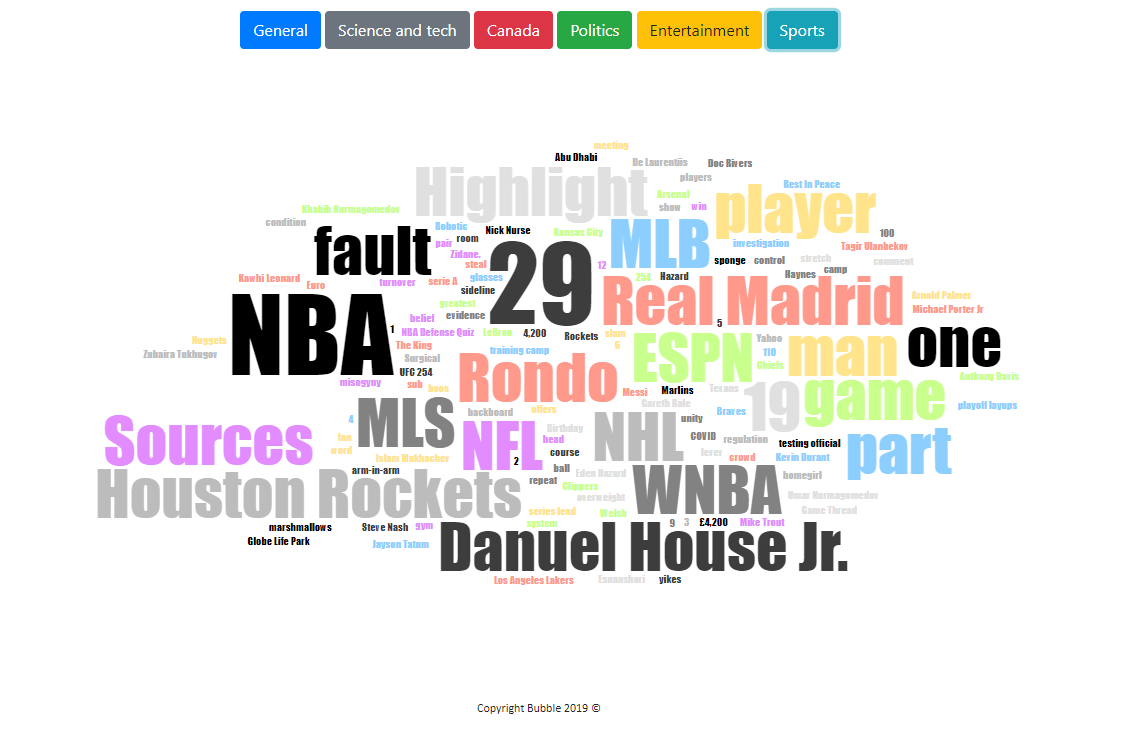 General Science and tech Canada Politics Entertainment Sports
meeting
Abu Dhabi De Laurentiis Doc Rivers
Highlight players Best In Peace
Arsenal player
Khabib Nurmagomedov show win
condition Robotic Nick Nurse Kansas City MLB 100
fault pair room investigation Tagir Ulanbekov
Zidane. 29 12 sponge control stretch comment
steal Haynes camp
Kawhi Leonard turnover serie A glasses 254 Hazard
Euro sideline Real Madrid Arnold Palmer
NBA greatest Michael Porter Jr
belief evidence 5
1 NBA Defense Quiz LeBron 4,200 Rockets slam one
Nuggets The King 6 ESPN Yahoo man
Zubaira Tukhugov Surgical training camp 110
UFC 254 Rondo Chiefs
misogyny sub boos Messi Marlins Texans 19 game Anthony Davis
Gareth Bale
4 MLS backboard offers Braves playoff layups
Sources NFL Birthday NHL unity part
fan head COVID regulation testing official
word Islam Makhachev 2 course lever crowd Kevin Durant
arm-in-arm ball Eden Hazard WNBA homegirl
Houston Rockets repeat Clippers
overweight Umar Nurmagomedov
series lead Welsh Game Thread
marshmallows Steve Nash gym system 9 3 £4,200 Mike Trout
Globe Life Park Jayson Tatum Danuel House Jr.
Los Angeles Lakers yikes
Copyright Bubble 2019 ©